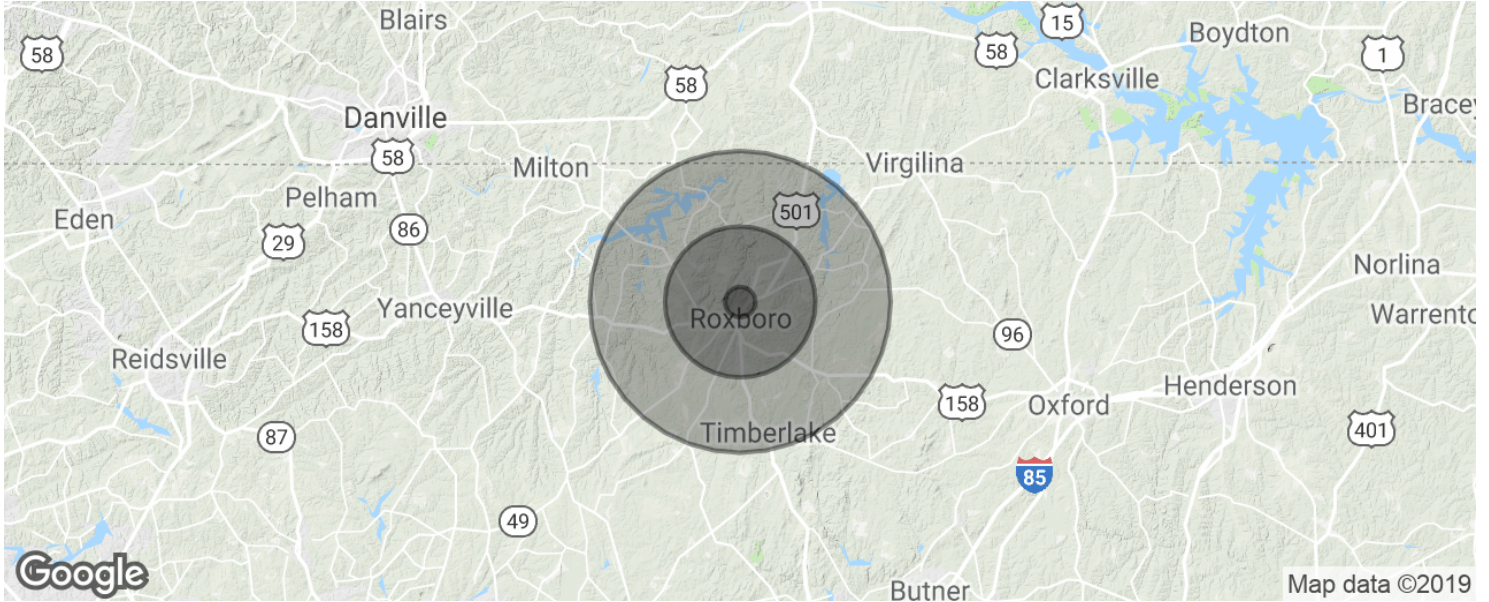 Blairs
15
Boydton
58
58
1
58
Clarksville
Bracey
Danville
58
Milton
Virgilina
Pelham
501
Eden
86
29
Norlina
Yanceyville
Roxboro
158
96
Warrento
Reidsville
Henderson
158
Oxford
87
Timberlake
401
85
49
Google
Butner
Map data ©2019